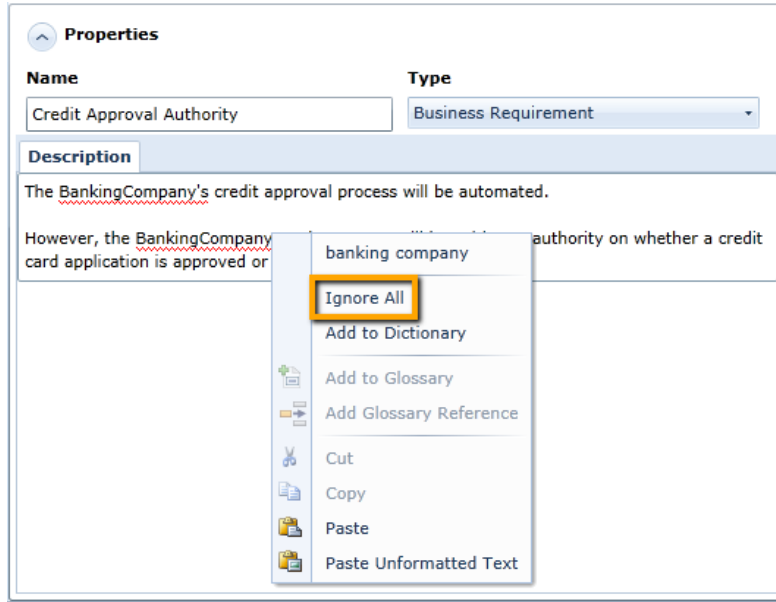 Properties
Name Type
Credit Approval Authority Business Requirement
Description
The BankingCompany's credit approval process will be automated.
However, the BankingCompany authority on whether a credit
card application is approved or
banking company
Ignore All
Add to Dictionary
Add to Glossary
Add Glossary Reference
Cut
Copy
Paste
Paste Unformatted Text